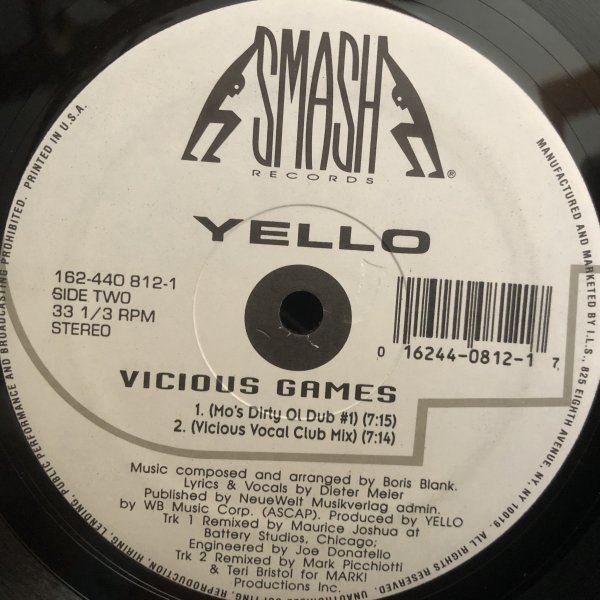 SMASH
RECORDS ®
YELLO
162-440 812-1
SIDE TWO
33 1/3 RPM
STEREO
0 16244-0812-1 7
VICIOUS GAMES
1. (Mo's Dirty Ol Dub #1) (7:15)
2. (Vicious Vocal Club Mix) (7:14)
Music composed and arranged by Boris Blank.
Lyrics & Vocals by Dieter Meier
Published by NeueWelt Musikverlag admin.
by WB Music Corp. (ASCAP). Produced by YELLO
Trk 1 Remixed by Maurice Joshua at
Battery Studios, Chicago;
Engineered by Joe Donatello
Trk 2 Remixed by Mark Picchiotti
& Teri Bristol for MARK!
Productions Inc.
MANUFACTURED AND MARKETED BY I.L.S., 825 EIGHTH AVENUE, NY, NY 10019. ALL RIGHTS RESERVED. UNAUTHORIZED REPRODUCTION, HIRING, LENDING, PUBLIC PERFORMANCE AND BROADCASTING PROHIBITED. PRINTED IN U.S.A.